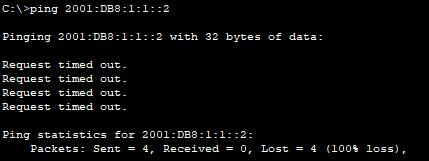 C:\>ping 2001:DB8:1:1::2
Pinging 2001:DB8:1:1::2 with 32 bytes of data:
Request timed out.
Request timed out.
Request timed out.
Request timed out.
Ping statistics for 2001:DB8:1:1::2:
    Packets: Sent = 4, Received = 0, Lost = 4 (100% loss),